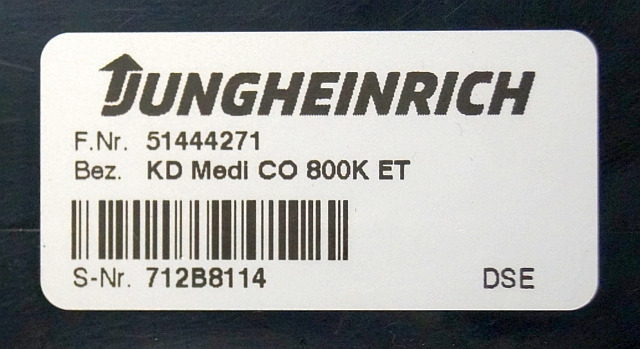 JUNGHEINRICH
F.Nr. 51444271
Bez. KD Medi CO 800K ET
S-Nr. 712B8114 DSE